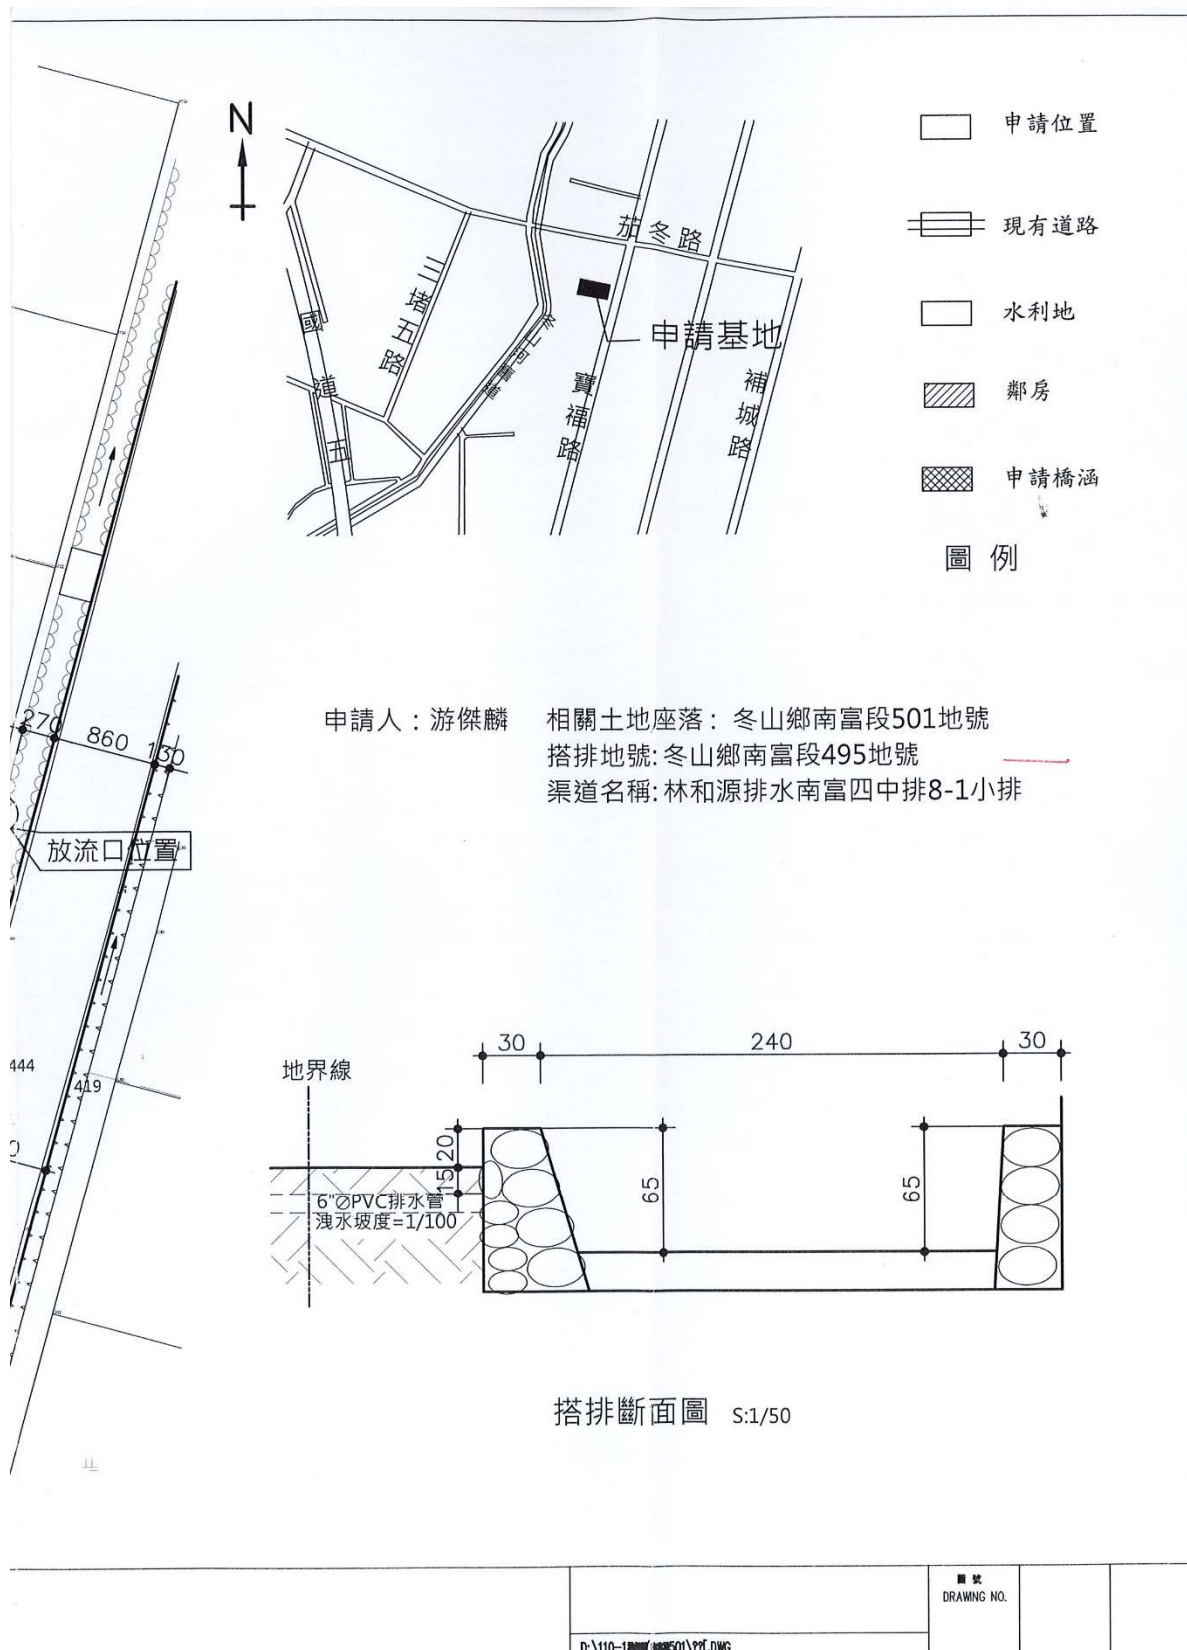 N
茄冬路
三堵五路
國道五
冬山河舊道
申請基地
寶福路
補城路
申請位置
現有道路
水利地
鄰房
申請橋涵
圖 例
申請人：游傑麟
相關土地座落：冬山鄉南富段501地號
搭排地號:冬山鄉南富段495地號
渠道名稱:林和源排水南富四中排8-1小排
270
860
130
放流口位置
444
419
30
240
30
地界線
20
15
65
65
6"∅PVC排水管
洩水坡度=1/100
搭排斷面圖 S:1/50
圖 號
DRAWING NO.